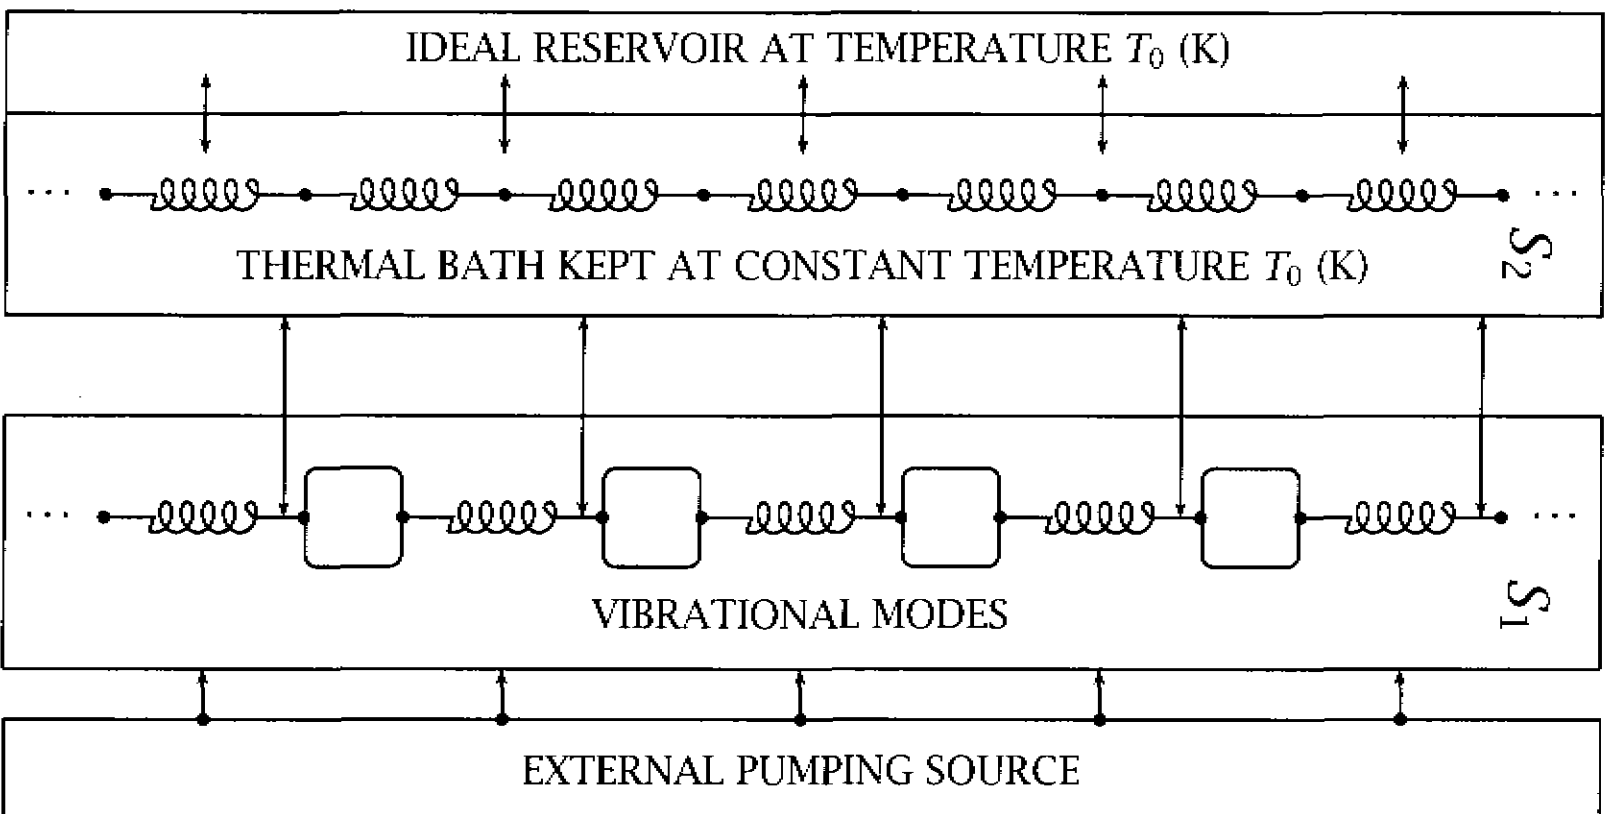 IDEAL RESERVOIR AT TEMPERATURE T₀ (K)
... ...
S₂
THERMAL BATH KEPT AT CONSTANT TEMPERATURE T₀ (K)
... ...
S₁
VIBRATIONAL MODES
EXTERNAL PUMPING SOURCE